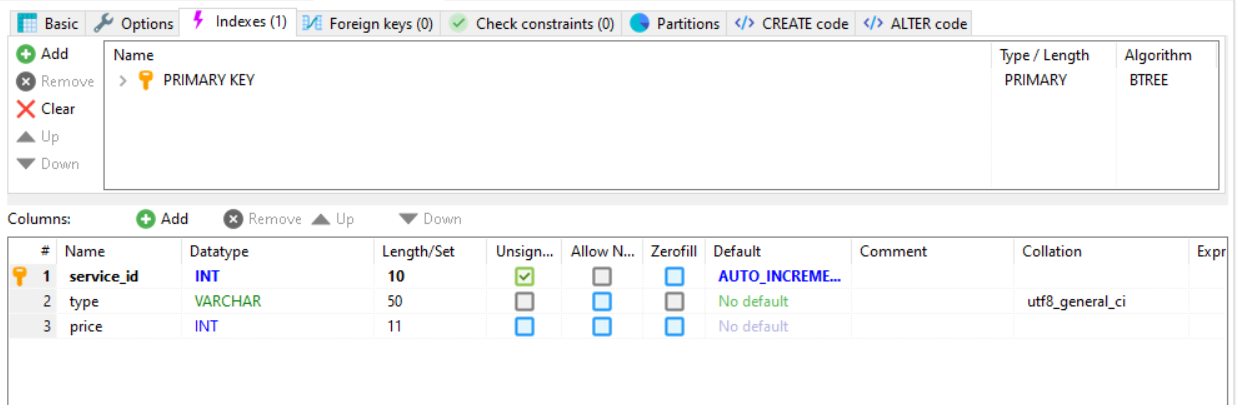 Basic Options Indexes (1) Foreign keys (0) Check constraints (0) Partitions </> CREATE code </> ALTER code
Add Name Type / Length Algorithm
Remove PRIMARY KEY PRIMARY BTREE
Clear
Up
Down
Columns: Add Remove Up Down
# Name Datatype Length/Set Unsign... Allow N... Zerofill Default Comment Collation Expr
1 service_id INT 10 AUTO_INCREME...
2 type VARCHAR 50 No default utf8_general_ci
3 price INT 11 No default